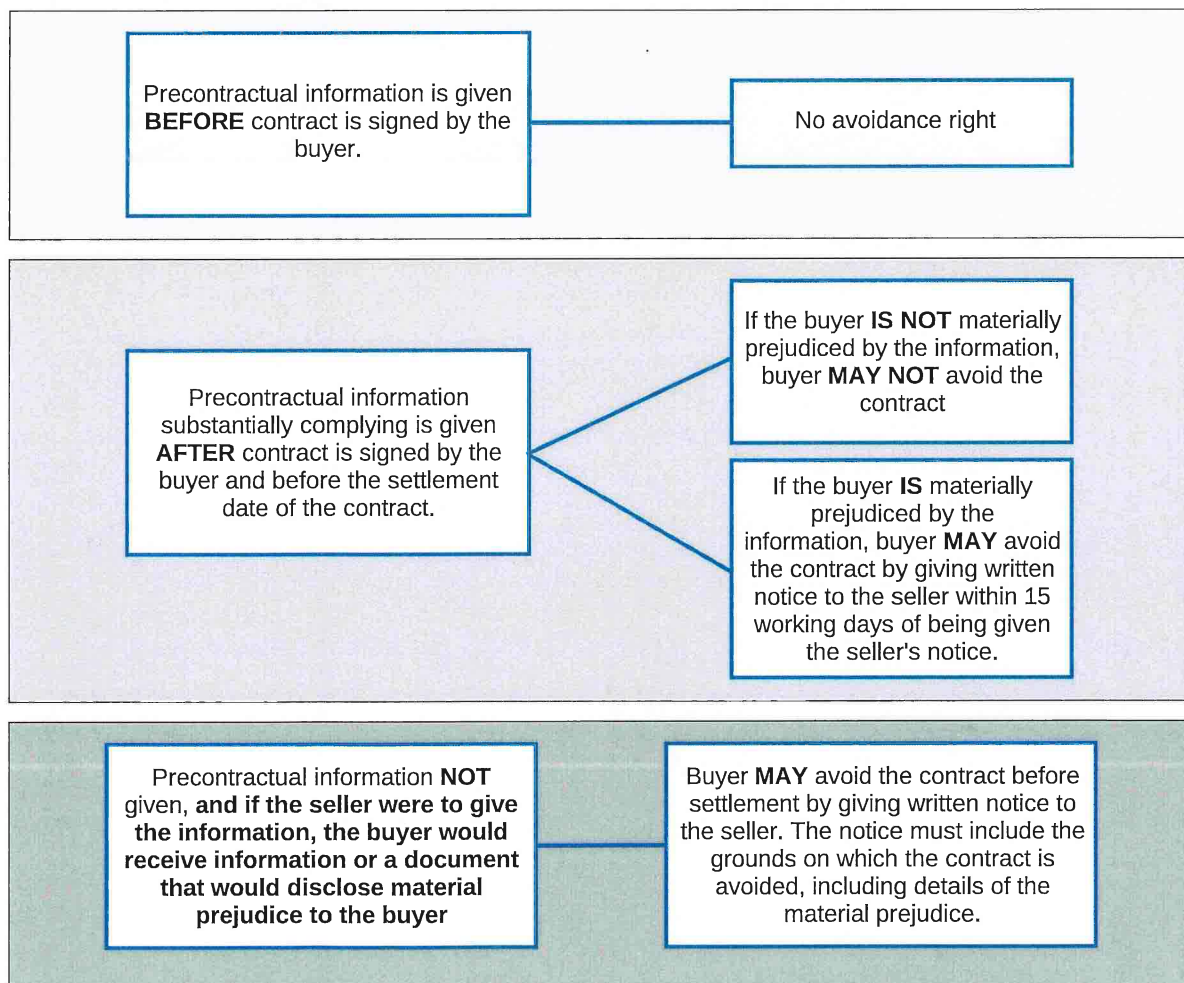 Precontractual information is given
BEFORE contract is signed by the
buyer.
No avoidance right
Precontractual information
substantially complying is given
AFTER contract is signed by the
buyer and before the settlement
date of the contract.
If the buyer IS NOT materially
prejudiced by the information,
buyer MAY NOT avoid the
contract
If the buyer IS materially
prejudiced by the
information, buyer MAY avoid
the contract by giving written
notice to the seller within 15
working days of being given
the seller's notice.
Precontractual information NOT
given, and if the seller were to give
the information, the buyer would
receive information or a document
that would disclose material
prejudice to the buyer
Buyer MAY avoid the contract before
settlement by giving written notice to
the seller. The notice must include the
grounds on which the contract is
avoided, including details of the
material prejudice.